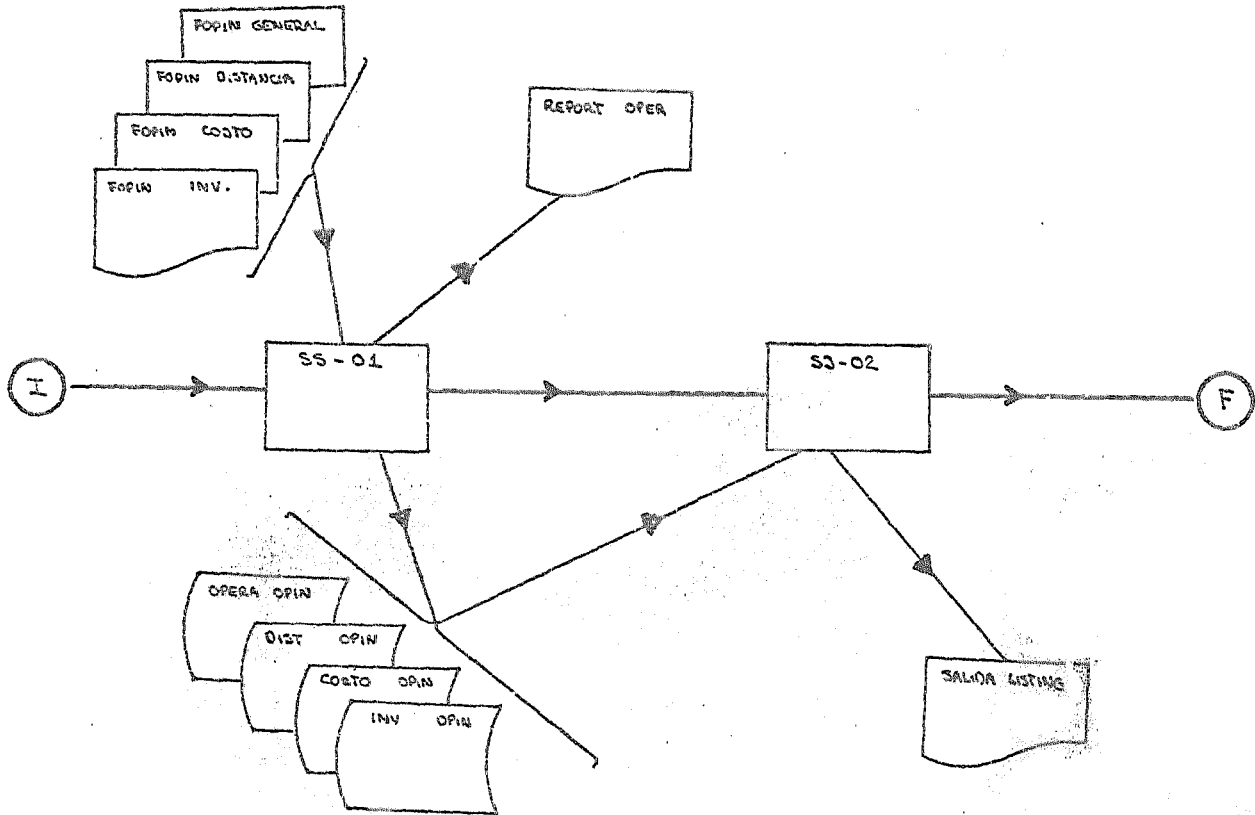 FOPIN GENERAL
FOPIN DISTANCIA
FOPIN COSTO
FOPIN INV.
REPORT OPER
I
SS-01
SS-02
F
OPERA OPIN
DIST OPIN
COSTO OPIN
INV OPIN
SALIDA LISTING